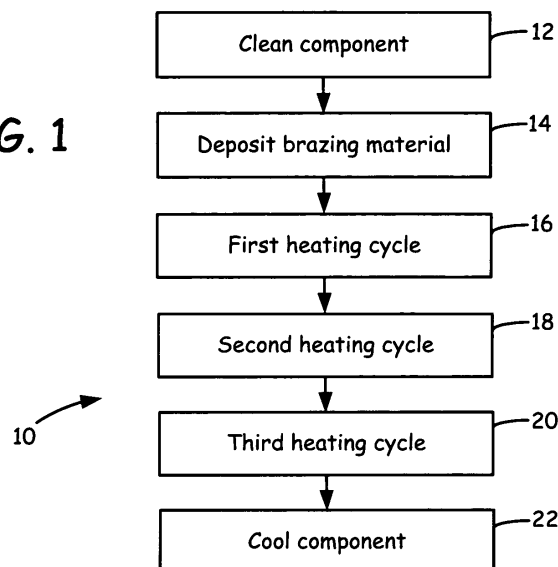 Clean component
12
G. 1
Deposit brazing material
14
First heating cycle
16
Second heating cycle
18
10
Third heating cycle
20
Cool component
22